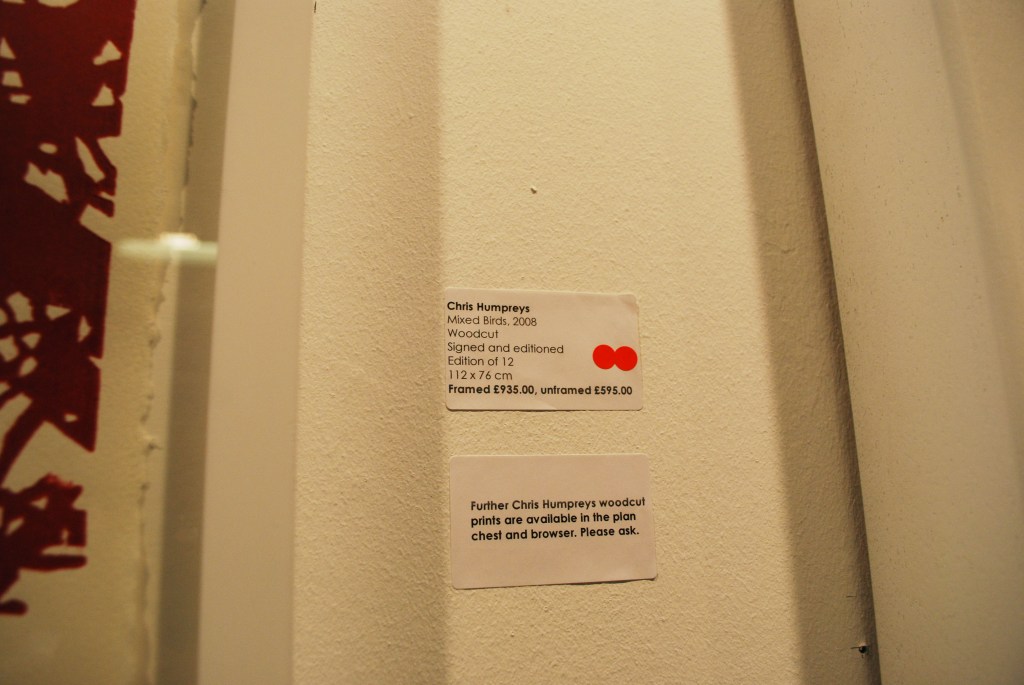 Chris Humpreys
Mixed Birds, 2008
Woodcut
Signed and editioned
Edition of 12
112 x 76 cm
Framed £935.00, unframed £595.00
Further Chris Humpreys woodcut
prints are available in the plan
chest and browser. Please ask.